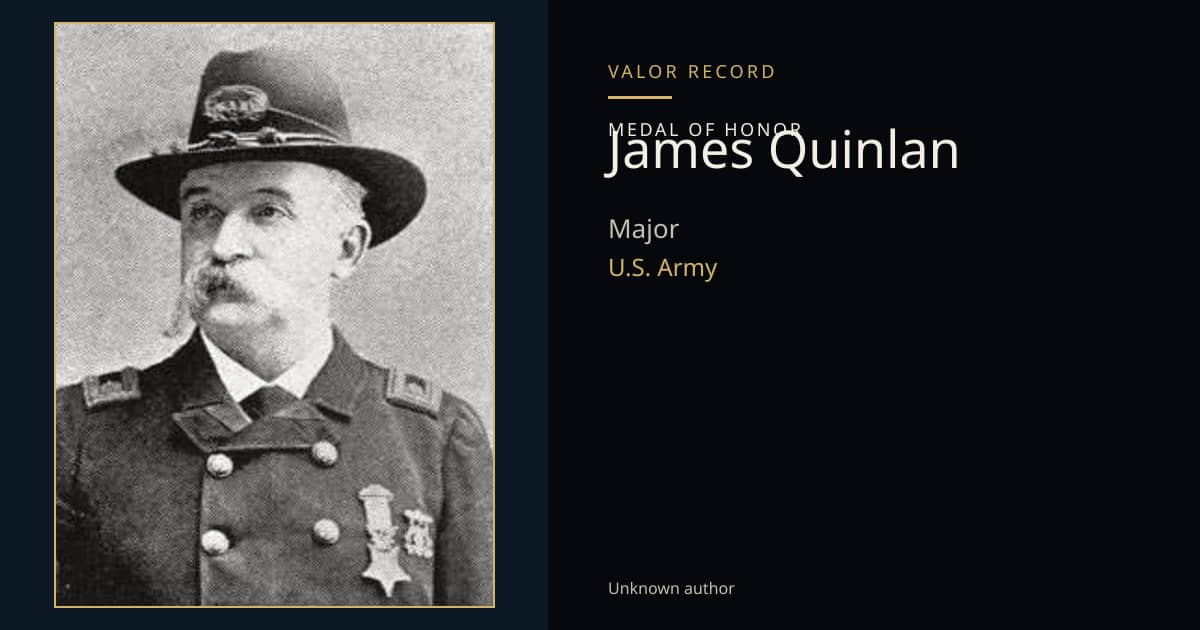 VALOR RECORD
MEDAL OF HONOR
James Quinlan
Major
U.S. Army
Unknown author